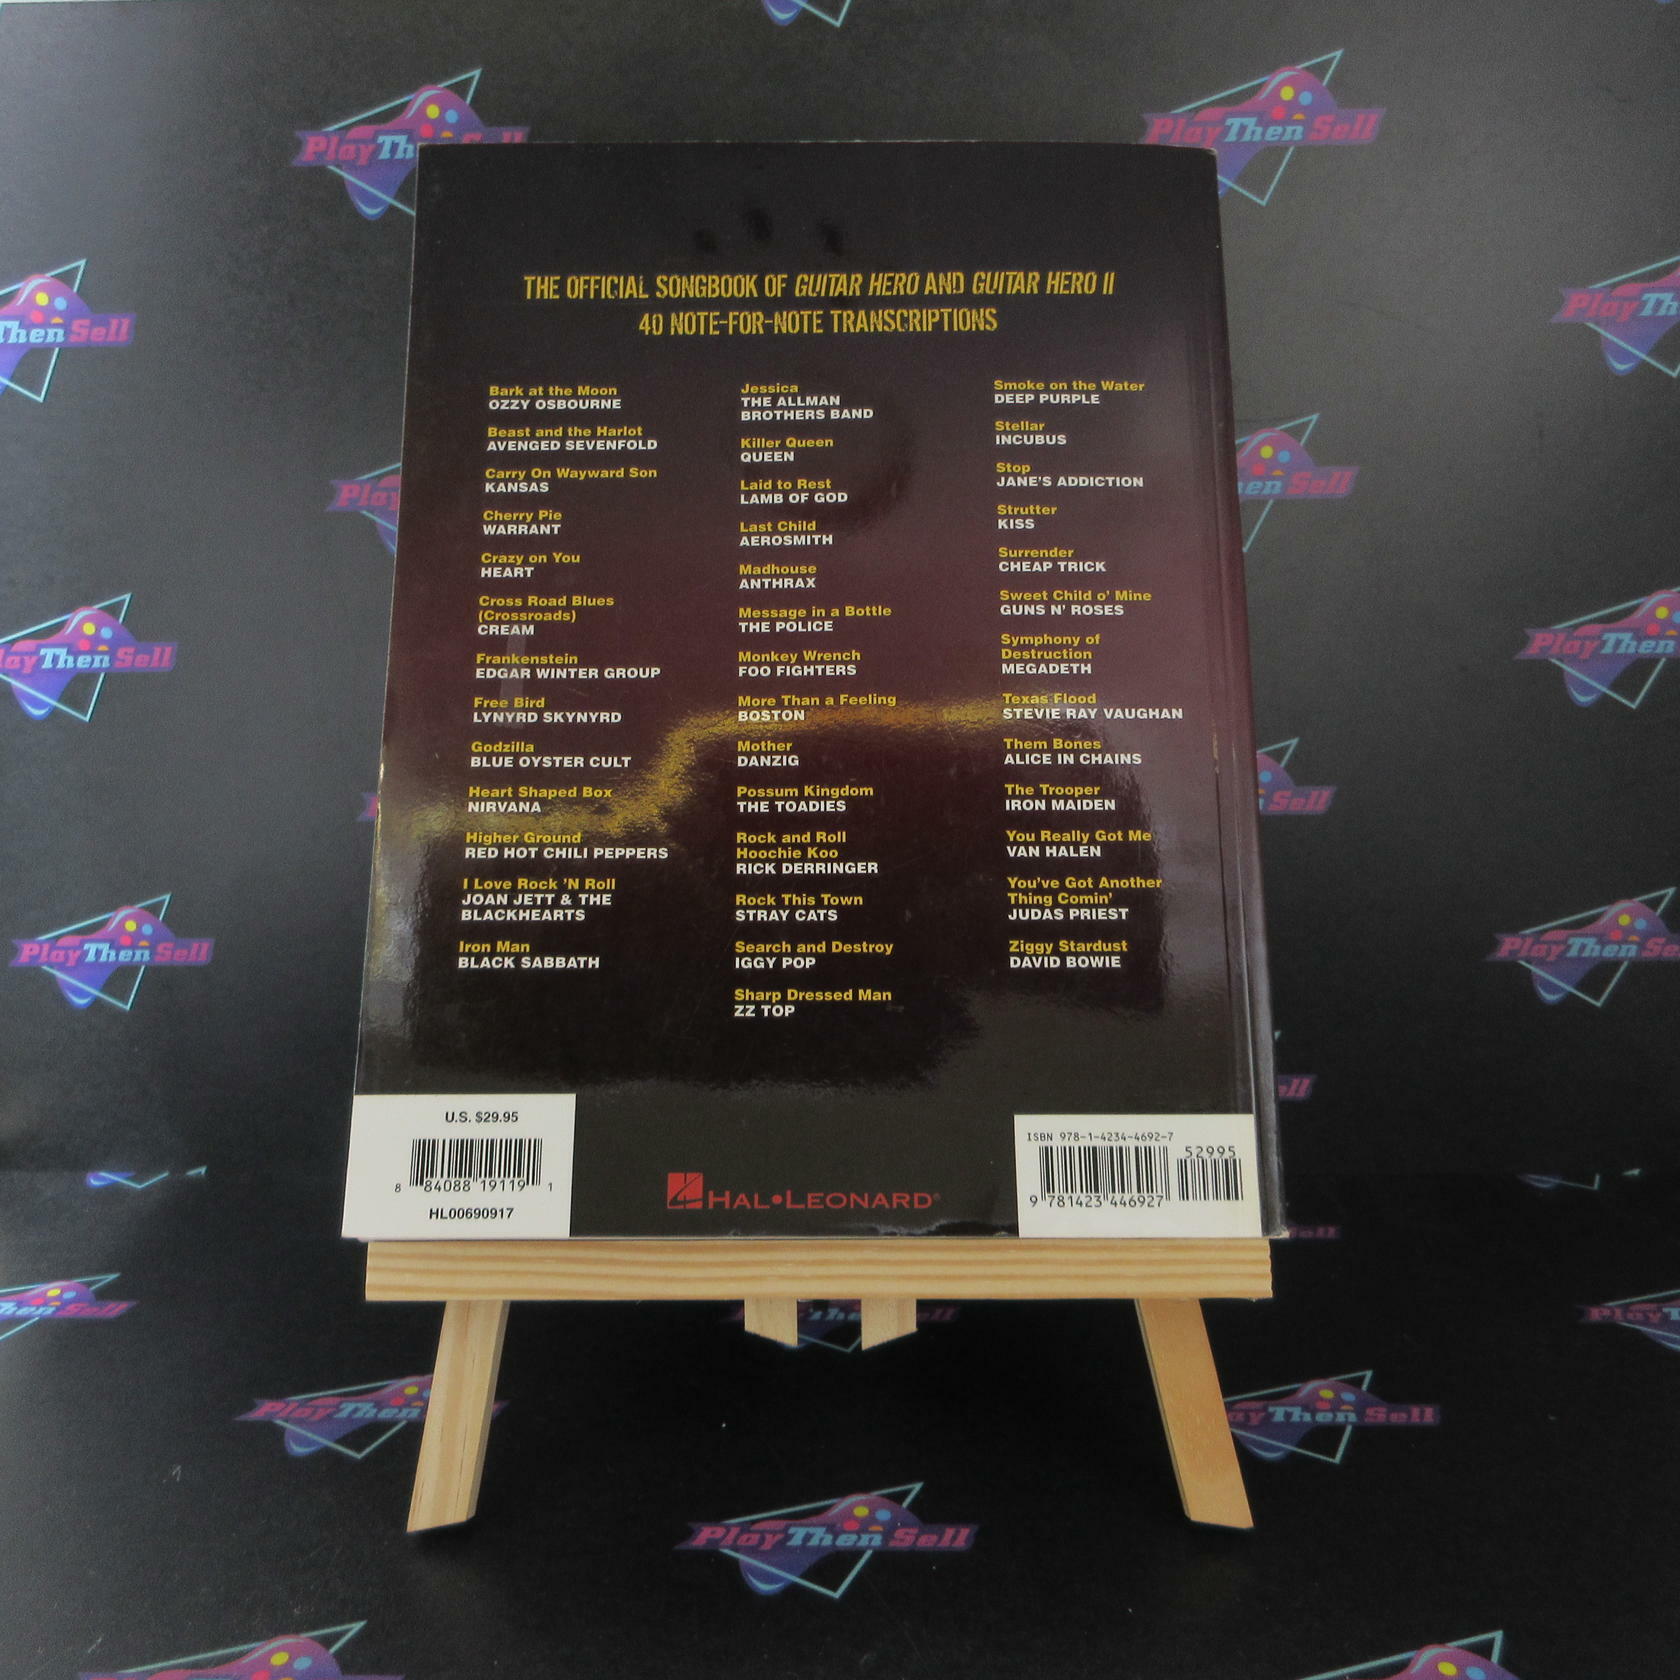 THE OFFICIAL SONGBOOK OF GUITAR HERO AND GUITAR HERO II
40 NOTE-FOR-NOTE TRANSCRIPTIONS
Bark at the Moon
OZZY OSBOURNE
Beast and the Harlot
AVENGED SEVENFOLD
Carry On Wayward Son
KANSAS
Cherry Pie
WARRANT
Crazy on You
HEART
Cross Road Blues
(Crossroads)
CREAM
Frankenstein
EDGAR WINTER GROUP
Free Bird
LYNYRD SKYNYRD
Godzilla
BLUE OYSTER CULT
Heart Shaped Box
NIRVANA
Higher Ground
RED HOT CHILI PEPPERS
I Love Rock 'N Roll
JOAN JETT & THE
BLACKHEARTS
Iron Man
BLACK SABBATH
Jessica
THE ALLMAN
BROTHERS BAND
Killer Queen
QUEEN
Laid to Rest
LAMB OF GOD
Last Child
AEROSMITH
Madhouse
ANTHRAX
Message in a Bottle
THE POLICE
Monkey Wrench
FOO FIGHTERS
More Than a Feeling
BOSTON
Mother
DANZIG
Possum Kingdom
THE TOADIES
Rock and Roll
Hoochie Koo
RICK DERRINGER
Rock This Town
STRAY CATS
Search and Destroy
IGGY POP
Sharp Dressed Man
ZZ TOP
Smoke on the Water
DEEP PURPLE
Stellar
INCUBUS
Stop
JANE'S ADDICTION
Strutter
KISS
Surrender
CHEAP TRICK
Sweet Child o' Mine
GUNS N' ROSES
Symphony of
Destruction
MEGADETH
Texas Flood
STEVIE RAY VAUGHAN
Them Bones
ALICE IN CHAINS
The Trooper
IRON MAIDEN
You Really Got Me
VAN HALEN
You've Got Another
Thing Comin'
JUDAS PRIEST
Ziggy Stardust
DAVID BOWIE
U.S. $29.95
8 84088 19119 1
HL00690917
HAL•LEONARD®
ISBN 978-1-4234-4692-7
52995
9 781423 446927
Play Then Sell
Play Then Sell
Play Then Sell